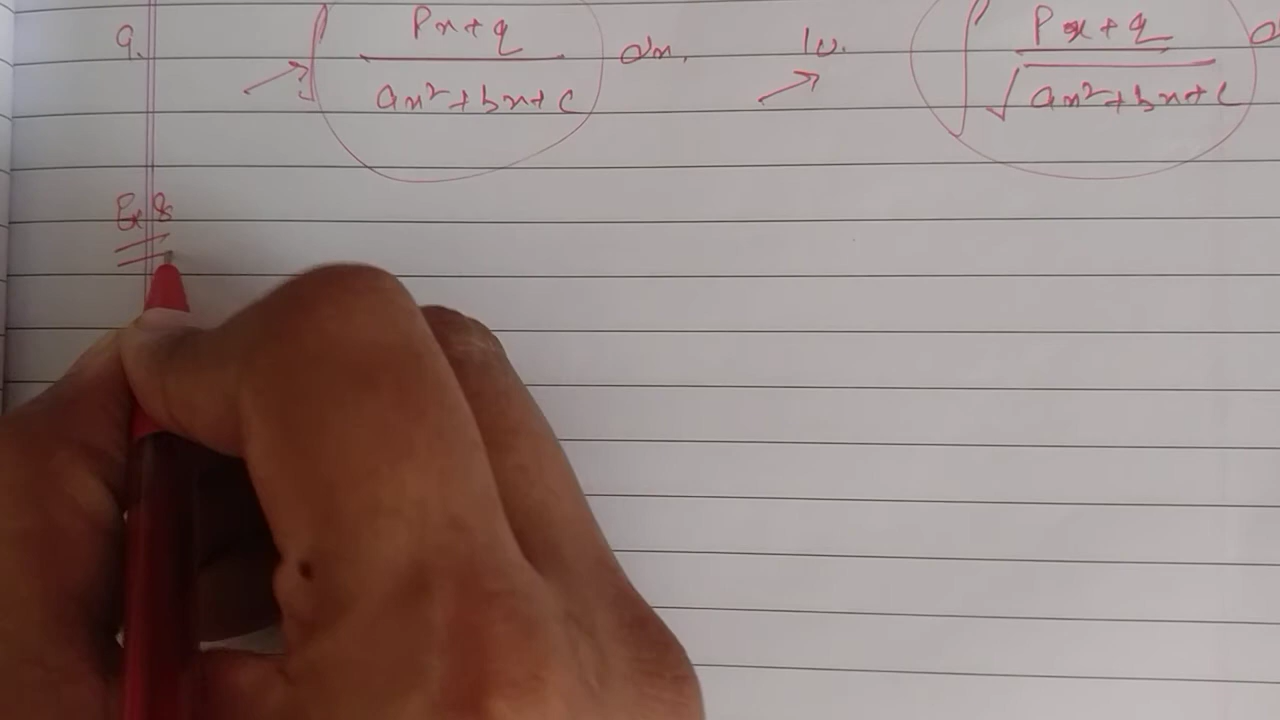 9. ∫ px+q / ax²+bx+c dx, 10. ∫ px+q / √ax²+bx+c d
Ex 8